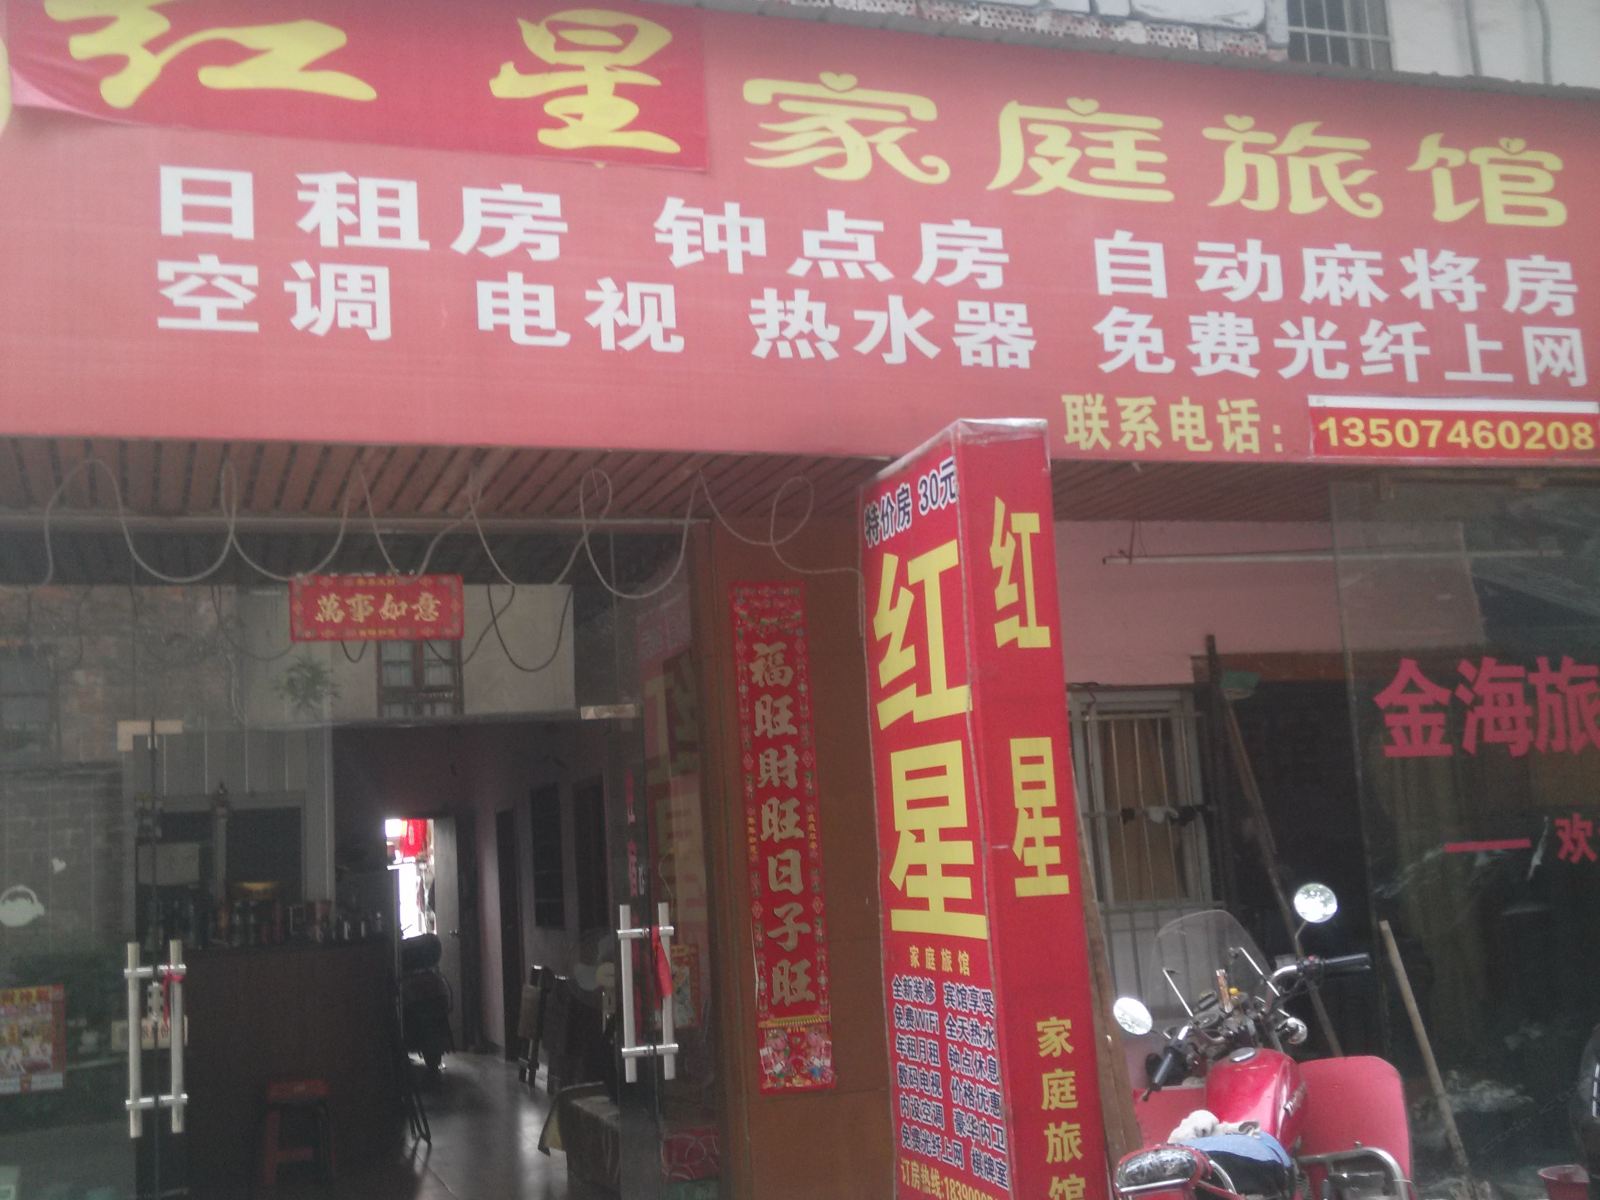 红星家庭旅馆
日租房 钟点房 自动麻将房
空调 电视 热水器 免费光纤上网
联系电话: 13507460208
萬事如意
福旺财旺日子旺
特价房 30元
红星
家庭旅馆
全新装修 宾馆享受
免费WiFi 全天热水
年租月租 钟点休息
数码电视 价格优惠
内设空调 豪华内卫
免费光纤上网 棋牌室
订房热线:183900
红星
家庭旅馆
金海旅
欢